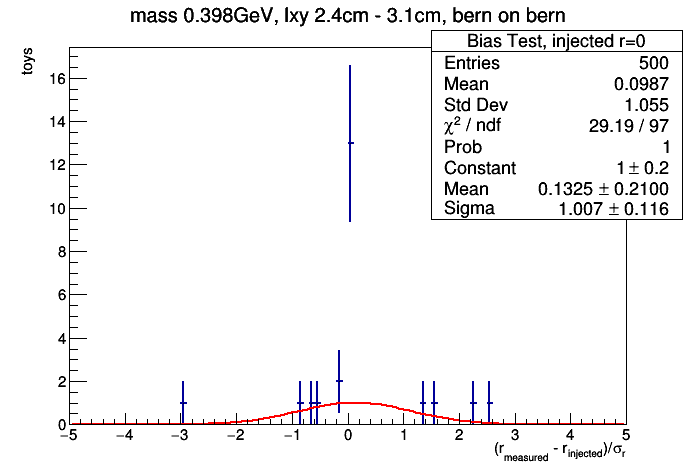 mass 0.398GeV, lxy 2.4cm - 3.1cm, bern on bern
Bias Test, injected r=0
Entries 500
Mean 0.0987
Std Dev 1.055
χ² / ndf 29.19 / 97
Prob 1
Constant 1 ± 0.2
Mean 0.1325 ± 0.2100
Sigma 1.007 ± 0.116
toys
16
14
12
10
8
6
4
2
0
−5 −4 −3 −2 −1 0 1 2 3 4 5
(r_measured - r_injected)/σ_r